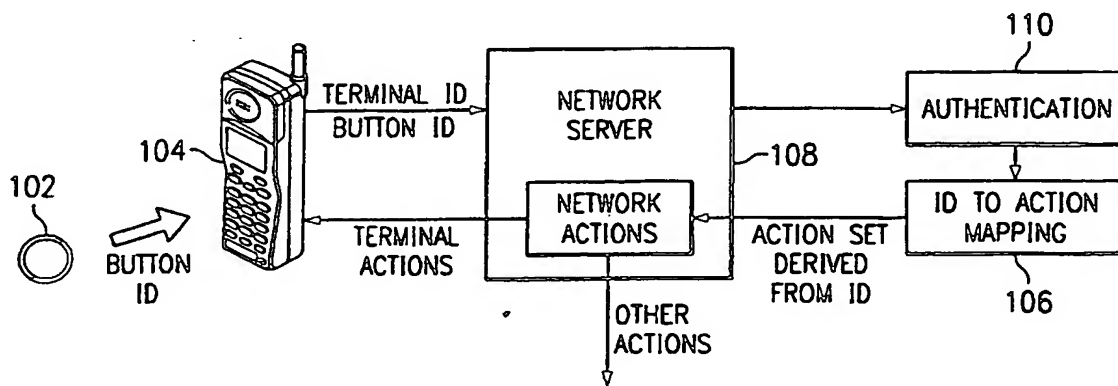 110
TERMINAL ID
BUTTON ID
NETWORK
SERVER
AUTHENTICATION
104
108
102
BUTTON
ID
TERMINAL
ACTIONS
NETWORK
ACTIONS
ACTION SET
DERIVED
FROM ID
ID TO ACTION
MAPPING
106
OTHER
ACTIONS